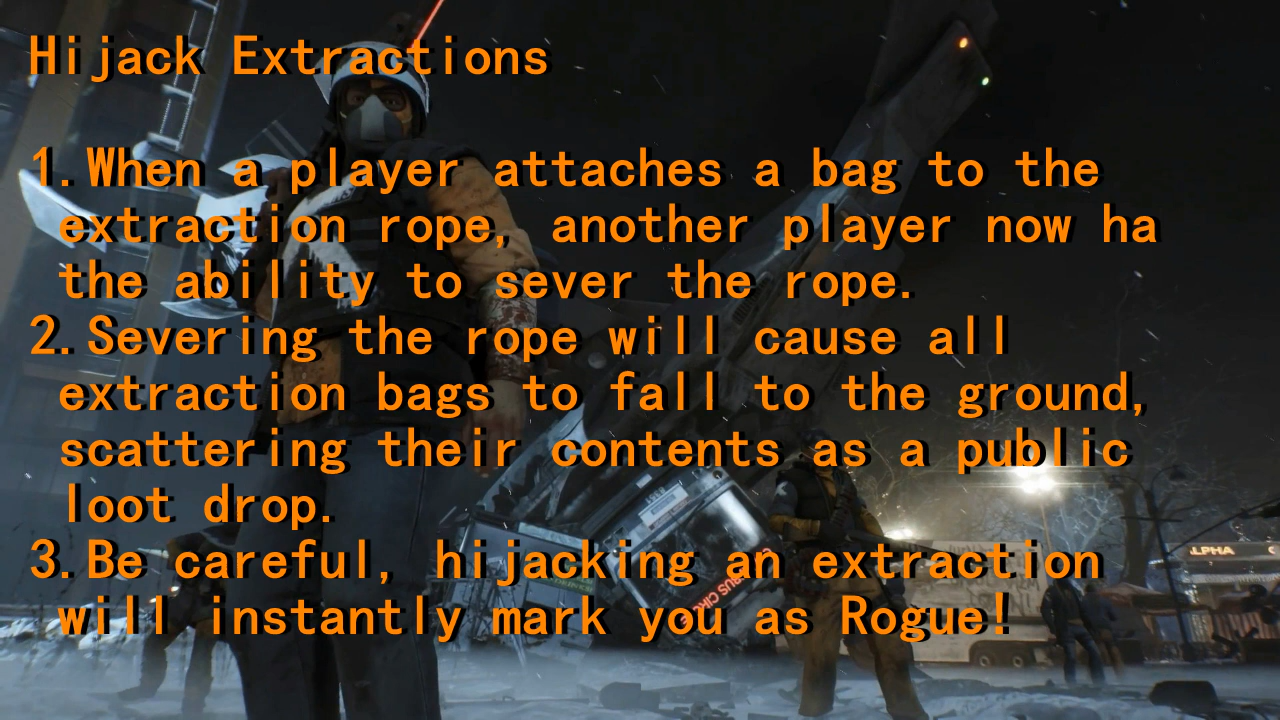 Hijack Extractions
1.When a player attaches a bag to the
extraction rope, another player now ha
the ability to sever the rope.
2.Severing the rope will cause all
extraction bags to fall to the ground,
scattering their contents as a public
loot drop.
3.Be careful, hijacking an extraction
will instantly mark you as Rogue!
ALPHA